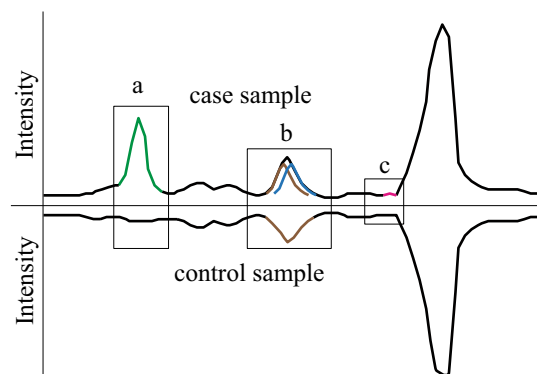 a
case sample
b
c
Intensity
control sample
Intensity